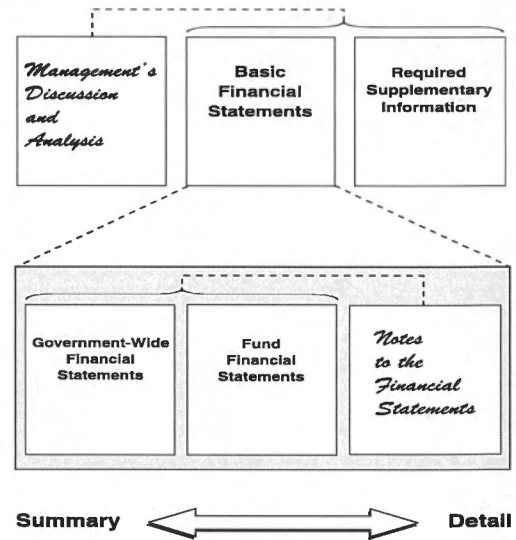 Management's
Discussion
and
Analysis
Basic
Financial
Statements
Required
Supplementary
Information
Government-Wide
Financial
Statements
Fund
Financial
Statements
Notes
to the
Financial
Statements
Summary
Detail